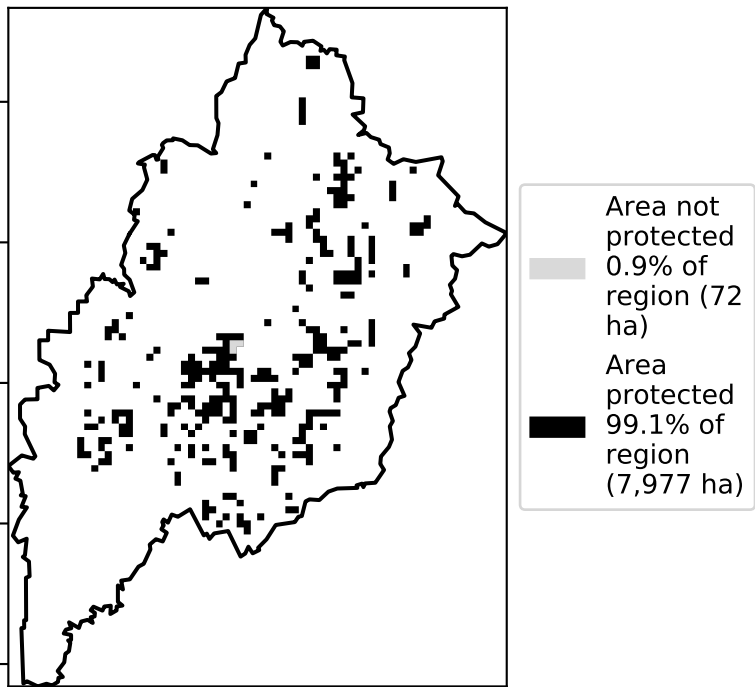 Area not
protected
0.9% of
region (72
ha)
Area
protected
99.1% of
region
(7,977 ha)